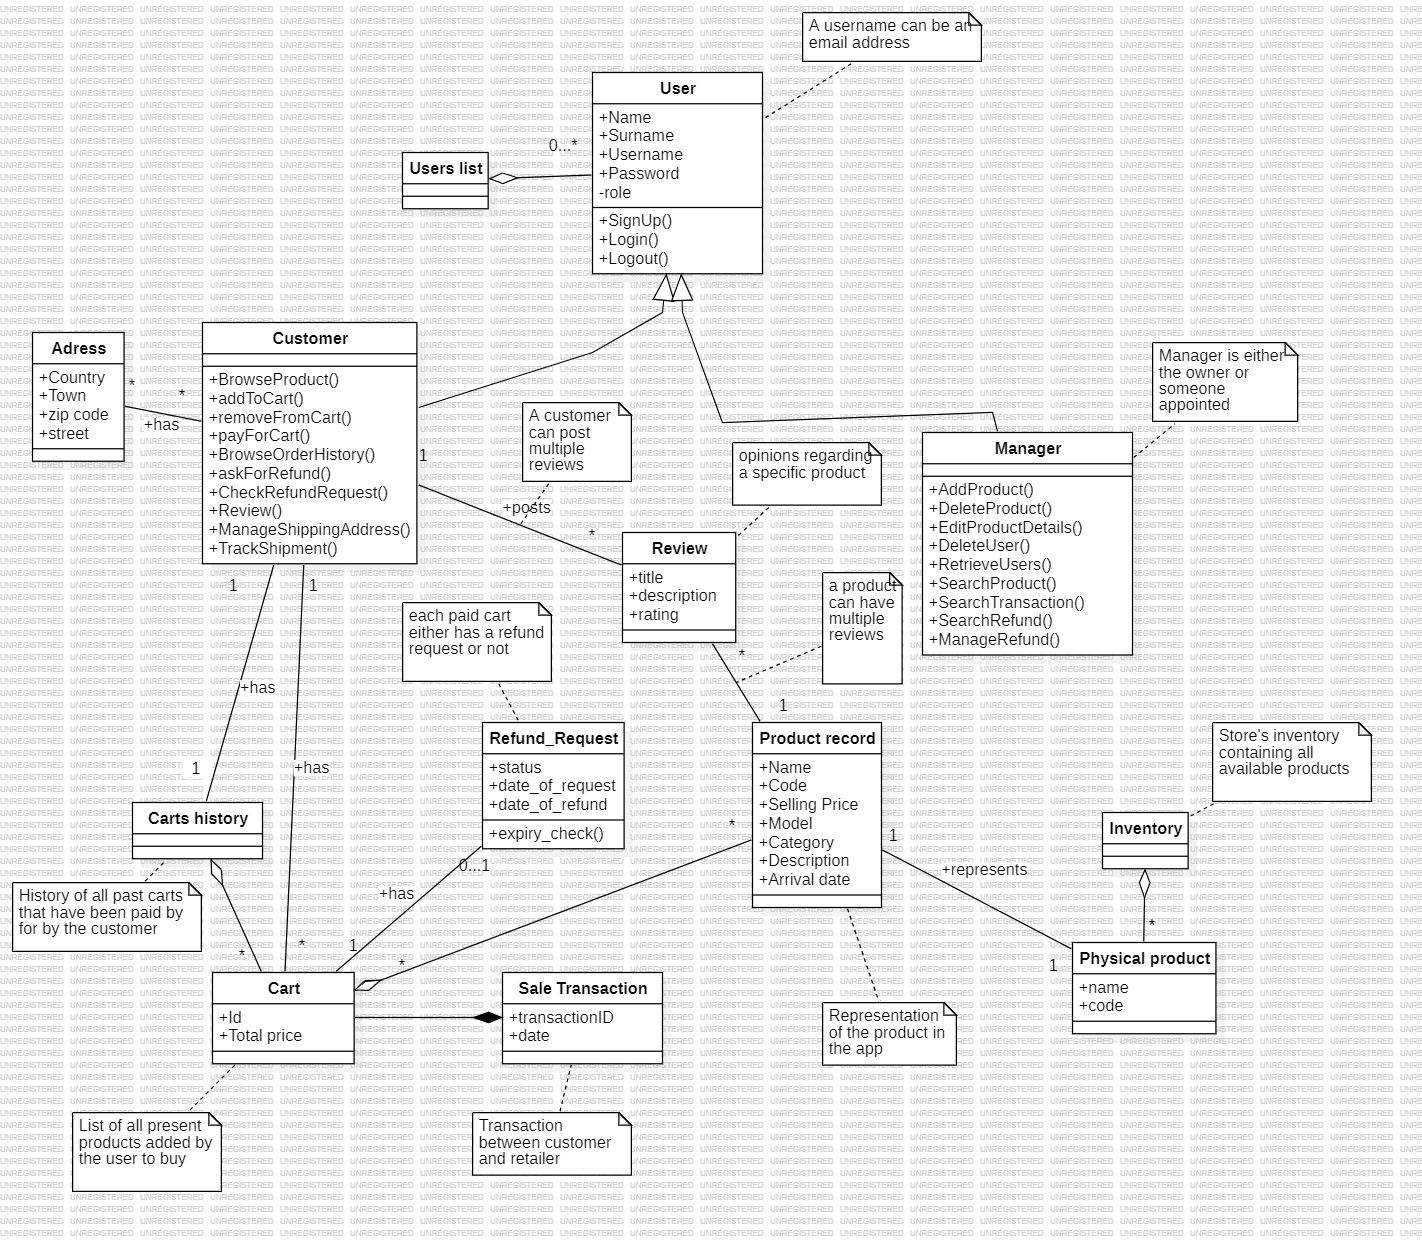 A username can be an
email address
User
+Name
+Surname
+Username
+Password
-role
+SignUp()
+Login()
+Logout()
0...*
Users list
Adress
+Country
+Town
+zip code
+street
*
*
+has
Customer
+BrowseProduct()
+addToCart()
+removeFromCart()
+payForCart()
+BrowseOrderHistory()
+askForRefund()
+CheckRefundRequest()
+Review()
+ManageShippingAddress()
+TrackShipment()
1
+posts
*
A customer
can post
multiple
reviews
opinions regarding
a specific product
Manager is either
the owner or
someone
appointed
Manager
+AddProduct()
+DeleteProduct()
+EditProductDetails()
+DeleteUser()
+RetrieveUsers()
+SearchProduct()
+SearchTransaction()
+SearchRefund()
+ManageRefund()
Review
+title
+description
+rating
a product
can have
multiple
reviews
*
1
1
1
+has
+has
1
each paid cart
either has a refund
request or not
Refund_Request
+status
+date_of_request
+date_of_refund
+expiry_check()
0...1
+has
1
Product record
+Name
+Code
+Selling Price
+Model
+Category
+Description
+Arrival date
*
1
+represents
1
Store's inventory
containing all
available products
Inventory
*
Physical product
+name
+code
Carts history
History of all past carts
that have been paid by
for by the customer
*
*
*
Cart
+Id
+Total price
Sale Transaction
+transactionID
+date
Representation
of the product in
the app
List of all present
products added by
the user to buy
Transaction
between customer
and retailer
UNREGISTERED